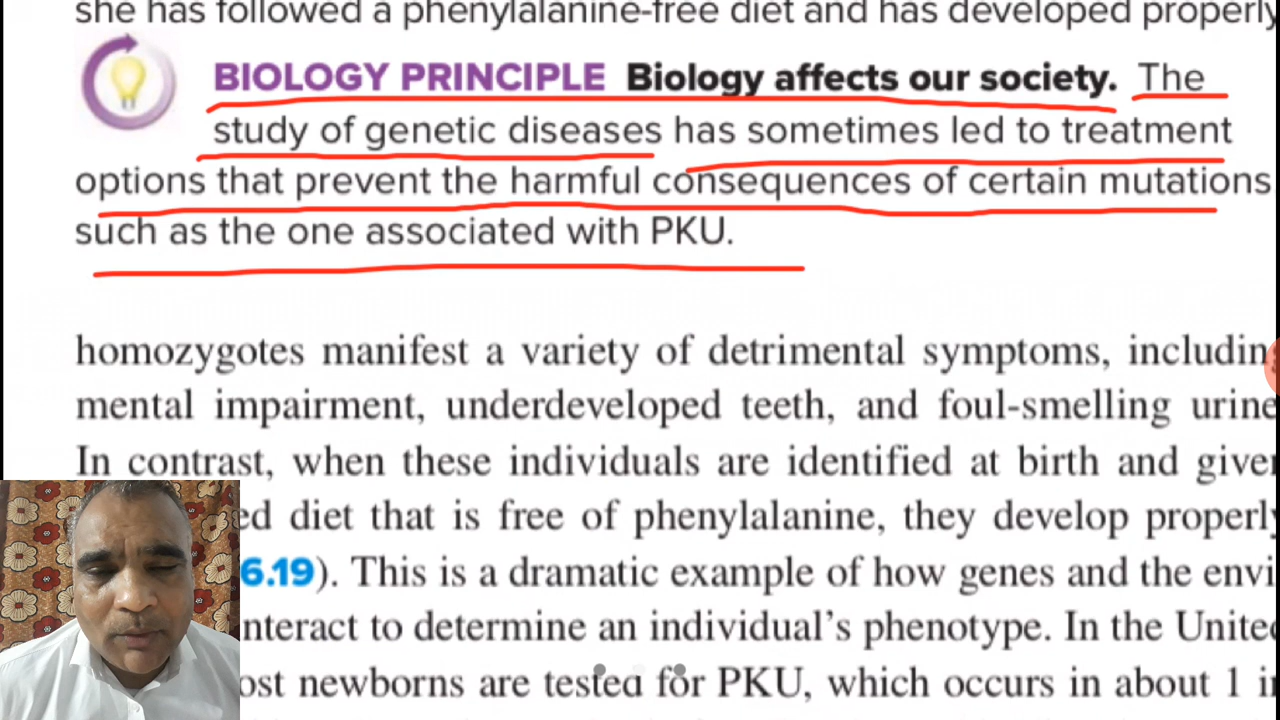 she has followed a phenylalanine-free diet and has developed properly
BIOLOGY PRINCIPLE Biology affects our society. The
study of genetic diseases has sometimes led to treatment
options that prevent the harmful consequences of certain mutations
such as the one associated with PKU.
homozygotes manifest a variety of detrimental symptoms, including
mental impairment, underdeveloped teeth, and foul-smelling urine
In contrast, when these individuals are identified at birth and given
ed diet that is free of phenylalanine, they develop properly
6.19). This is a dramatic example of how genes and the envi
nteract to determine an individual's phenotype. In the United
ost newborns are tested for PKU, which occurs in about 1 in